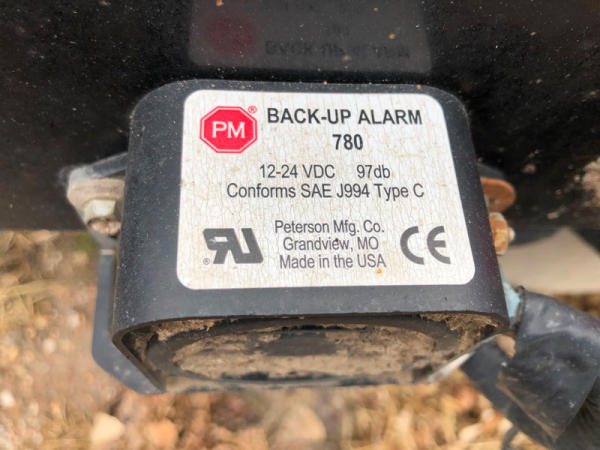 PM®
BACK-UP ALARM
780
12-24 VDC 97db
Conforms SAE J994 Type C
Peterson Mfg. Co.
Grandview, MO
Made in the USA
RU®
CE